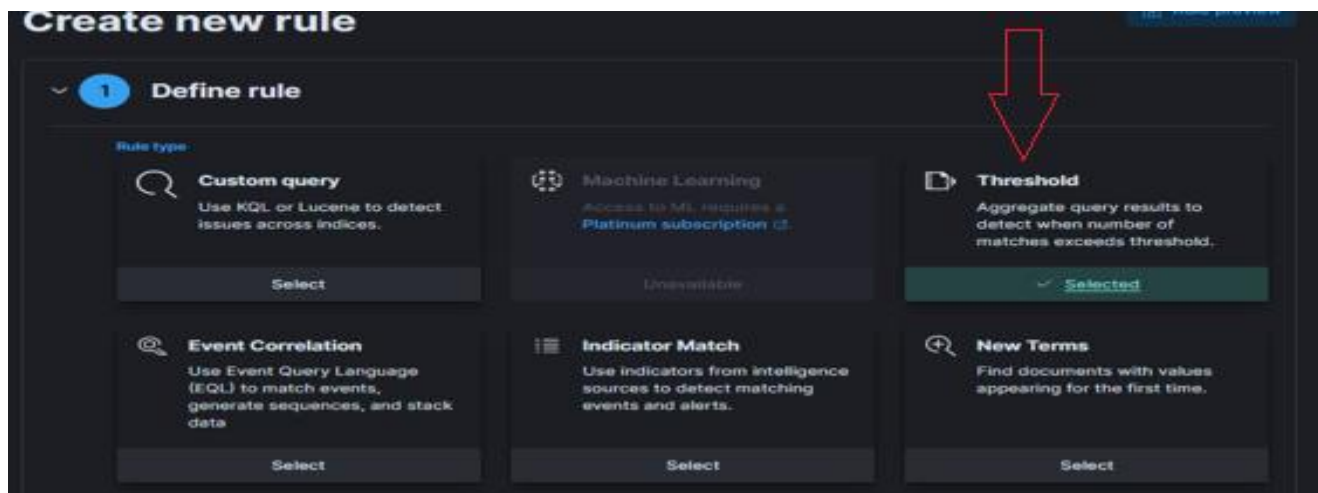 Create new rule
Rule preview
1 Define rule
Rule type
Custom query
Use KQL or Lucene to detect
issues across indices.
Select
Machine Learning
Access to ML requires a
Platinum subscription
Unavailable
Threshold
Aggregate query results to
detect when number of
matches exceeds threshold.
Selected
Event Correlation
Use Event Query Language
(EQL) to match events,
generate sequences, and stack
data
Select
Indicator Match
Use indicators from intelligence
sources to detect matching
events and alerts.
Select
New Terms
Find documents with values
appearing for the first time.
Select